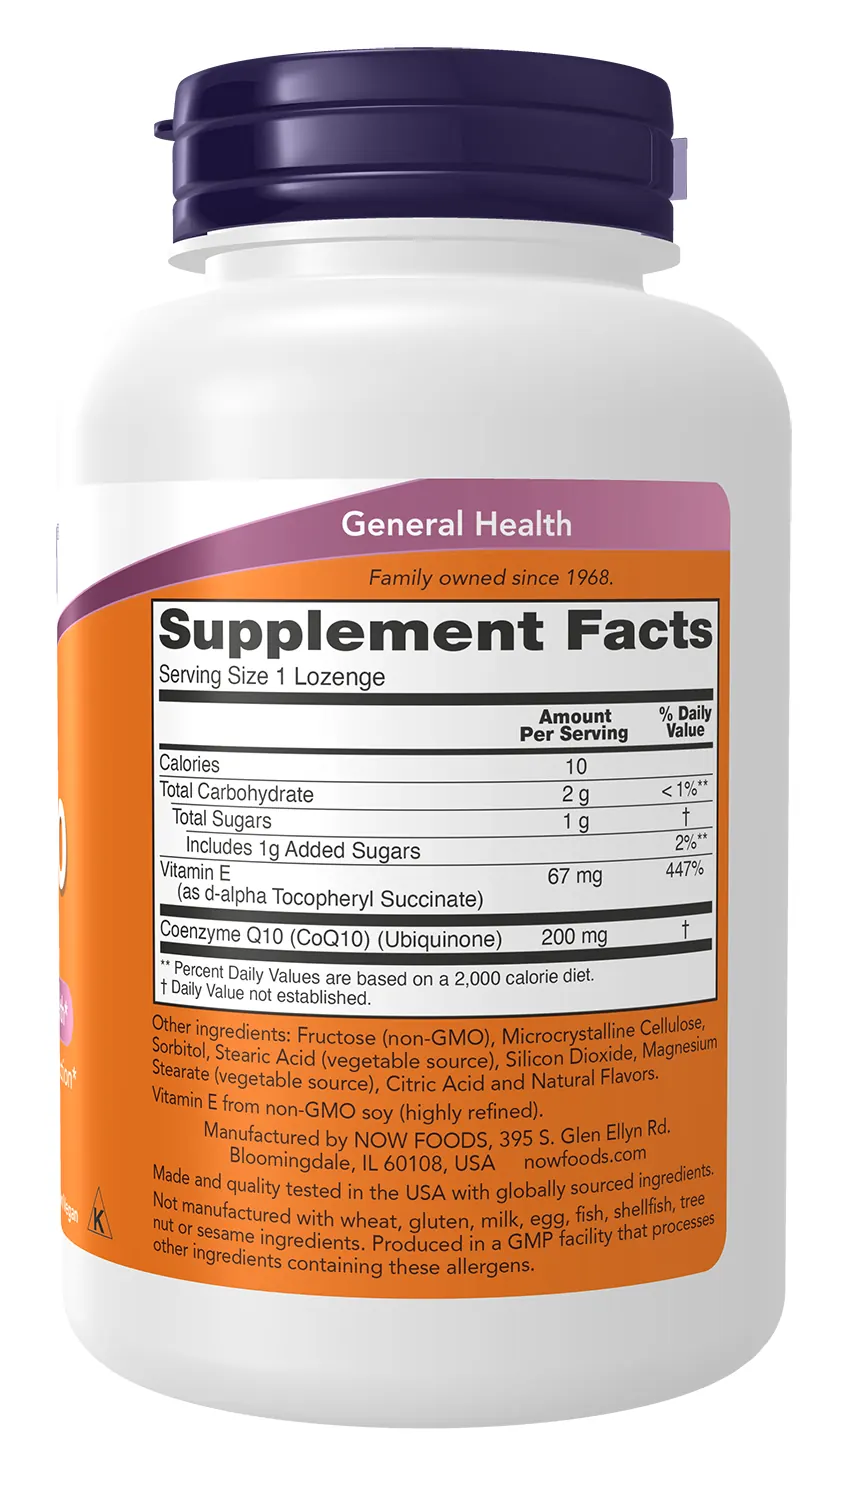 General Health
Family owned since 1968.
Supplement Facts
Serving Size 1 Lozenge
Amount Per Serving % Daily Value
Calories 10
Total Carbohydrate 2 g < 1%**
Total Sugars 1 g †
Includes 1g Added Sugars 2%**
Vitamin E 67 mg 447%
(as d-alpha Tocopheryl Succinate)
Coenzyme Q10 (CoQ10) (Ubiquinone) 200 mg †
** Percent Daily Values are based on a 2,000 calorie diet.
† Daily Value not established.
Other ingredients: Fructose (non-GMO), Microcrystalline Cellulose,
Sorbitol, Stearic Acid (vegetable source), Silicon Dioxide, Magnesium
Stearate (vegetable source), Citric Acid and Natural Flavors.
Vitamin E from non-GMO soy (highly refined).
Manufactured by NOW FOODS, 395 S. Glen Ellyn Rd.
Bloomingdale, IL 60108, USA nowfoods.com
Made and quality tested in the USA with globally sourced ingredients.
Not manufactured with wheat, gluten, milk, egg, fish, shellfish, tree
nut or sesame ingredients. Produced in a GMP facility that processes
other ingredients containing these allergens.
K